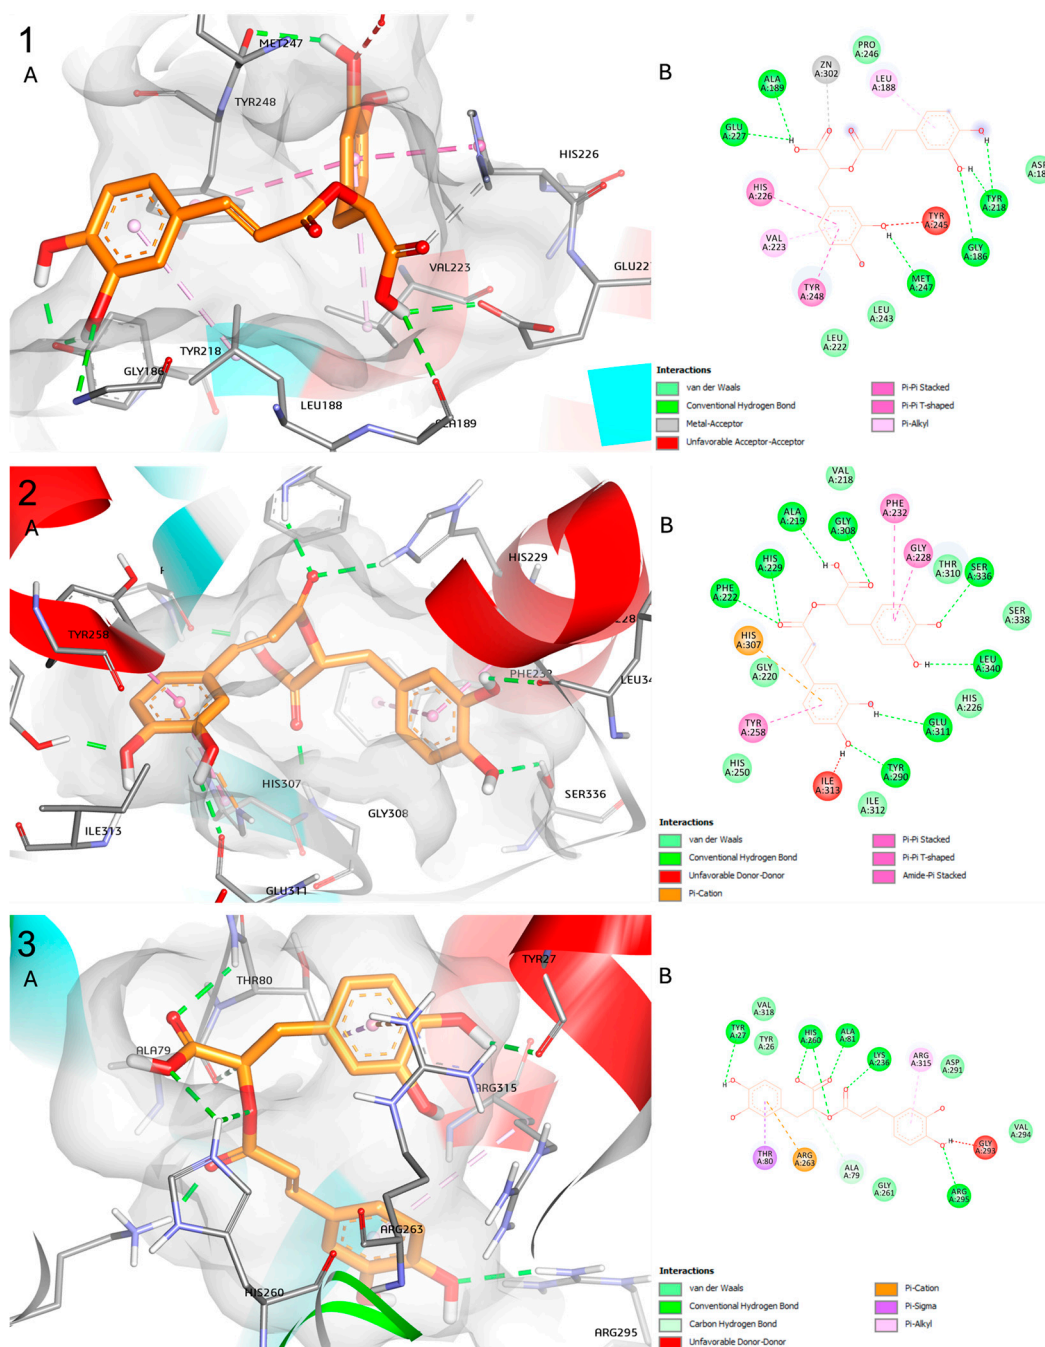 1
A
MET247
TYR248
HIS226
VAL223
TYR218
GLY186
LEU188
B
PRO
A:246
ZN
A:302
LEU
A:188
ALA
A:189
GLU
A:227
HIS
A:226
TYR
A:218
TYR
A:245
VAL
A:223
GLY
A:186
MET
A:247
TYR
A:248
LEU
A:243
LEU
A:222
Interactions
van der Waals
Conventional Hydrogen Bond
Metal-Acceptor
Unfavorable Acceptor-Acceptor
Pi-Pi Stacked
Pi-Pi T-shaped
Pi-Alkyl
2
A
HIS229
TYR258
PHE232
HIS307
GLY308
SER336
ILE313
GLU311
B
VAL
A:218
PHE
A:232
ALA
A:219
GLY
A:308
GLY
A:228
THR
A:310
SER
A:336
HIS
A:229
PHE
A:222
SER
A:338
HIS
A:307
GLY
A:220
LEU
A:340
HIS
A:226
TYR
A:258
GLU
A:311
HIS
A:250
TYR
A:290
ILE
A:313
ILE
A:312
Interactions
van der Waals
Conventional Hydrogen Bond
Unfavorable Donor-Donor
Pi-Cation
Pi-Pi Stacked
Pi-Pi T-shaped
Amide-Pi Stacked
3
A
TYR27
THR80
ALA79
ARG315
ARG263
HIS260
ARG295
B
VAL
A:318
TYR
A:27
TYR
A:26
HIS
A:260
ALA
A:81
LYS
A:236
ARG
A:315
ASP
A:291
VAL
A:294
GLY
A:293
THR
A:80
ARG
A:263
ALA
A:79
GLY
A:261
ARG
A:295
Interactions
van der Waals
Conventional Hydrogen Bond
Carbon Hydrogen Bond
Unfavorable Donor-Donor
Pi-Cation
Pi-Sigma
Pi-Alkyl